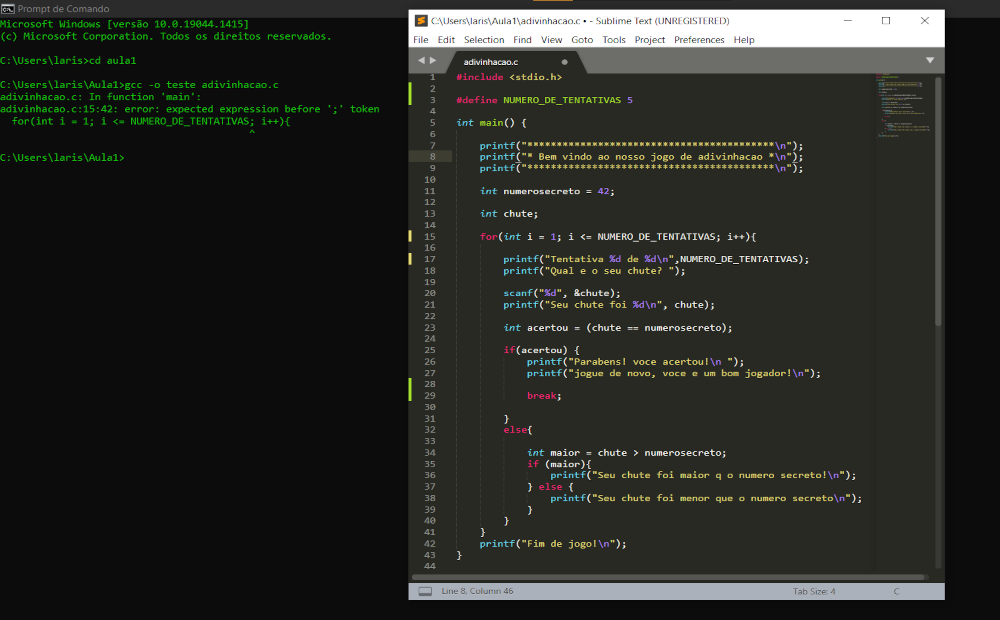 Prompt de Comando
Microsoft Windows [versão 10.0.19044.1415]
(c) Microsoft Corporation. Todos os direitos reservados.
C:\Users\laris>cd aula1
C:\Users\laris\Aula1>gcc -o teste adivinhacao.c
adivinhacao.c: In function 'main':
adivinhacao.c:15:42: error: expected expression before ';' token
for(int i = 1; i <= NUMERO_DE_TENTATIVAS; i++){
^
C:\Users\laris\Aula1>
C:\Users\laris\Aula1\adivinhacao.c • - Sublime Text (UNREGISTERED)
File Edit Selection Find View Goto Tools Project Preferences Help
adivinhacao.c
1 #include <stdio.h>
2
3 #define NUMERO_DE_TENTATIVAS 5
4
5 int main() {
6
7 printf("******************************************\n");
8 printf("* Bem vindo ao nosso jogo de adivinhacao *\n");
9 printf("******************************************\n");
10
11 int numerosecreto = 42;
12
13 int chute;
14
15 for(int i = 1; i <= NUMERO_DE_TENTATIVAS; i++){
16
17 printf("Tentativa %d de %d\n",NUMERO_DE_TENTATIVAS);
18 printf("Qual e o seu chute? ");
19
20 scanf("%d", &chute);
21 printf("Seu chute foi %d\n", chute);
22
23 int acertou = (chute == numerosecreto);
24
25 if(acertou) {
26 printf("Parabens! voce acertou!\n ");
27 printf("jogue de novo, voce e um bom jogador!\n");
28
29 break;
30
31 }
32 else{
33
34 int maior = chute > numerosecreto;
35 if (maior){
36 printf("Seu chute foi maior q o numero secreto!\n");
37 } else {
38 printf("Seu chute foi menor que o numero secreto\n");
39 }
40 }
41 }
42 printf("Fim de jogo!\n");
43 }
44
Line 8, Column 46 Tab Size: 4 C